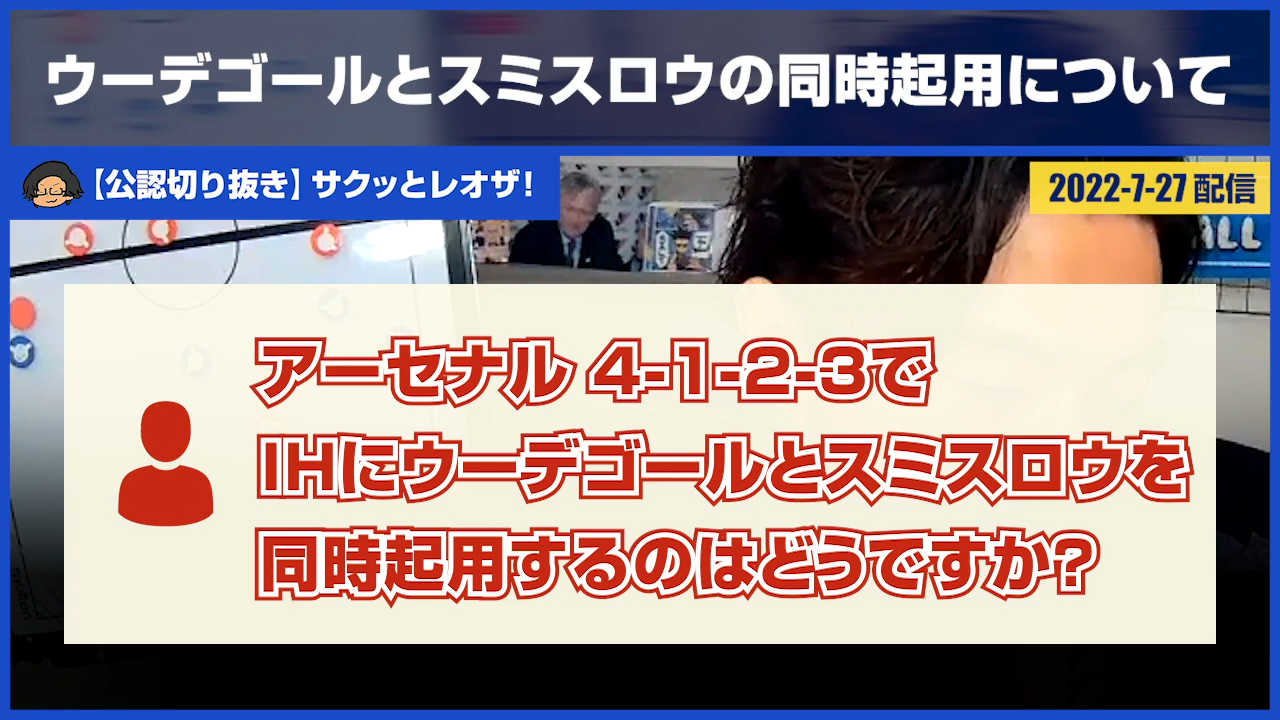 ウーデゴールとスミスロウの同時起用について
【公認切り抜き】サクッとレオザ!
2022-7-27 配信
アーセナル 4-1-2-3で
IHにウーデゴールとスミスロウを
同時起用するのはどうですか?